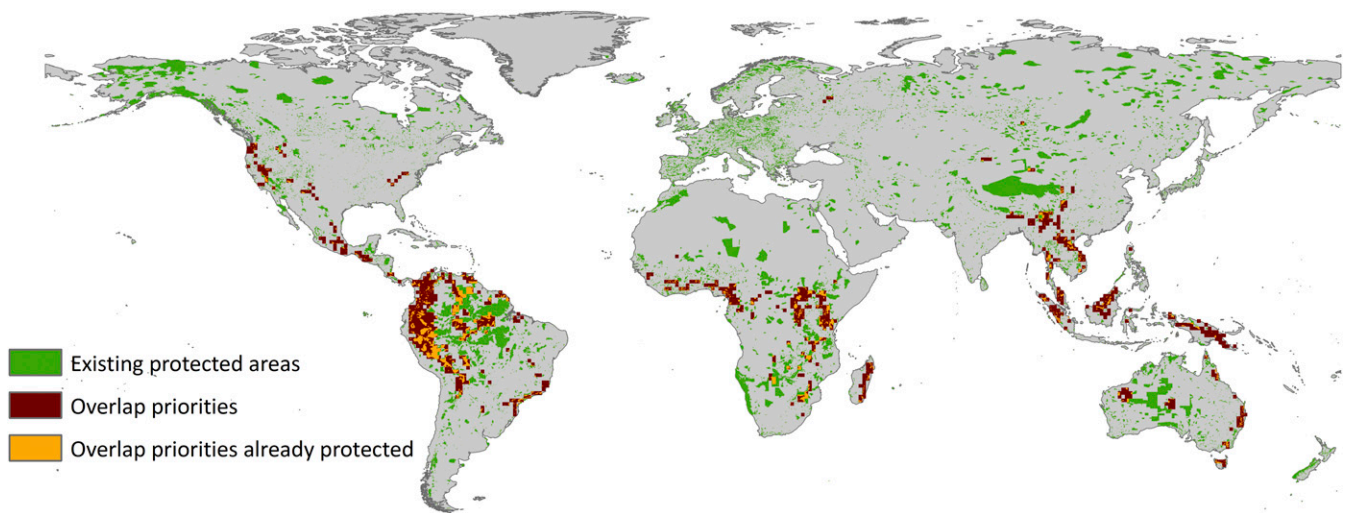 Existing protected areas
Overlap priorities
Overlap priorities already protected